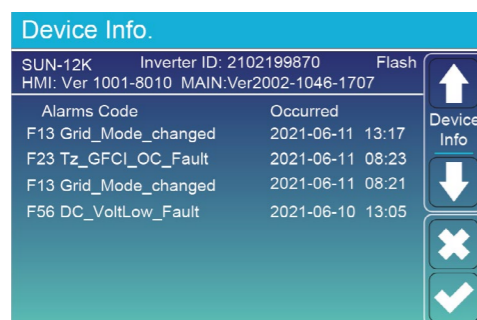 Device Info.
SUN-12K Inverter ID: 2102199870 Flash
HMI: Ver 1001-8010 MAIN:Ver2002-1046-1707
Alarms Code Occurred
F13 Grid_Mode_changed 2021-06-11 13:17
F23 Tz_GFCI_OC_Fault 2021-06-11 08:23
F13 Grid_Mode_changed 2021-06-11 08:21
F56 DC_VoltLow_Fault 2021-06-10 13:05
Device
Info